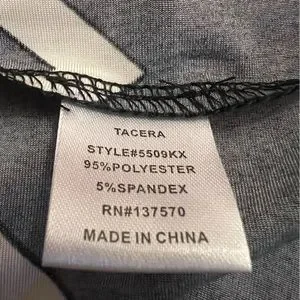 TACERA
STYLE#5509KX
95%POLYESTER
5%SPANDEX
RN#137570
MADE IN CHINA